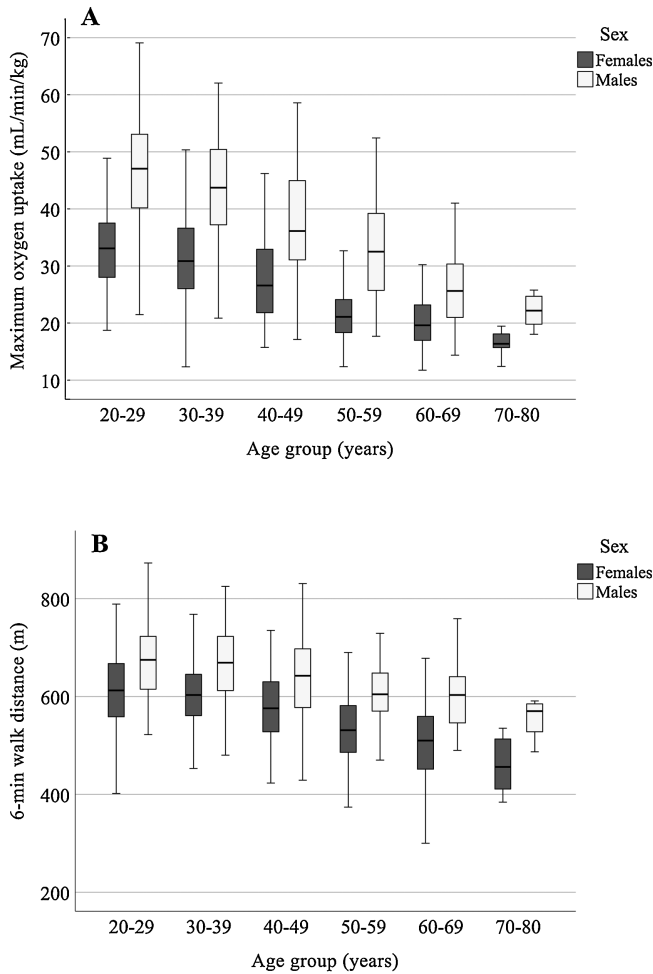 A
Sex
Females
Males
Maximum oxygen uptake (mL/min/kg)
70
60
50
40
30
20
10
20-29 30-39 40-49 50-59 60-69 70-80
Age group (years)
B
Sex
Females
Males
6-min walk distance (m)
800
600
400
200
20-29 30-39 40-49 50-59 60-69 70-80
Age group (years)